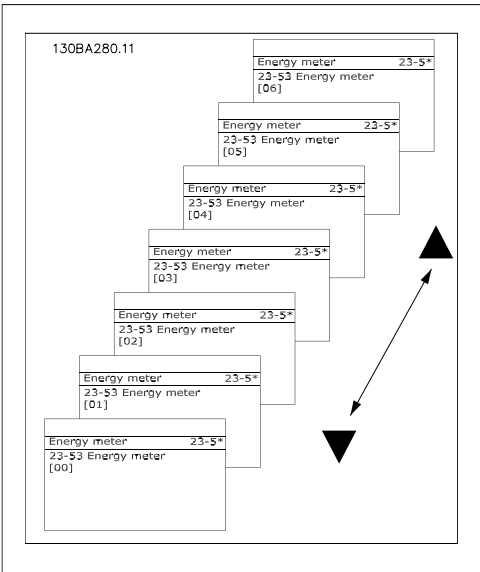 130BA280.11
Energy meter 23-5*
23-53 Energy meter
[06]
Energy meter 23-5*
23-53 Energy meter
[05]
Energy meter 23-5*
23-53 Energy meter
[04]
Energy meter 23-5*
23-53 Energy meter
[03]
Energy meter 23-5*
23-53 Energy meter
[02]
Energy meter 23-5*
23-53 Energy meter
[01]
Energy meter 23-5*
23-53 Energy meter
[00]